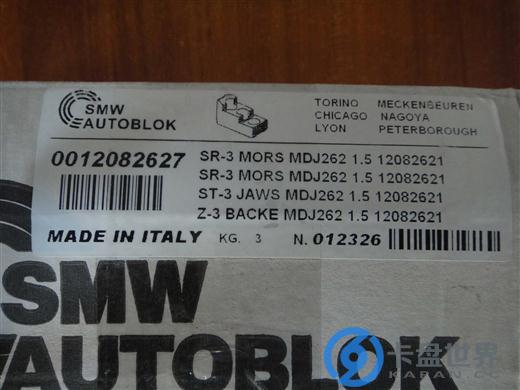 SMW
AUTOBLOK
TORINO MECKENBEUREN
CHICAGO NAGOYA
LYON PETERBOROUGH
0012082627
SR-3 MORS MDJ262 1.5 12082621
SR-3 MORS MDJ262 1.5 12082621
ST-3 JAWS MDJ262 1.5 12082621
Z-3 BACKE MDJ262 1.5 12082621
MADE IN ITALY KG. 3 N. 012326
SMW
AUTOBLOK
卡盘世界
KAPAN.CC